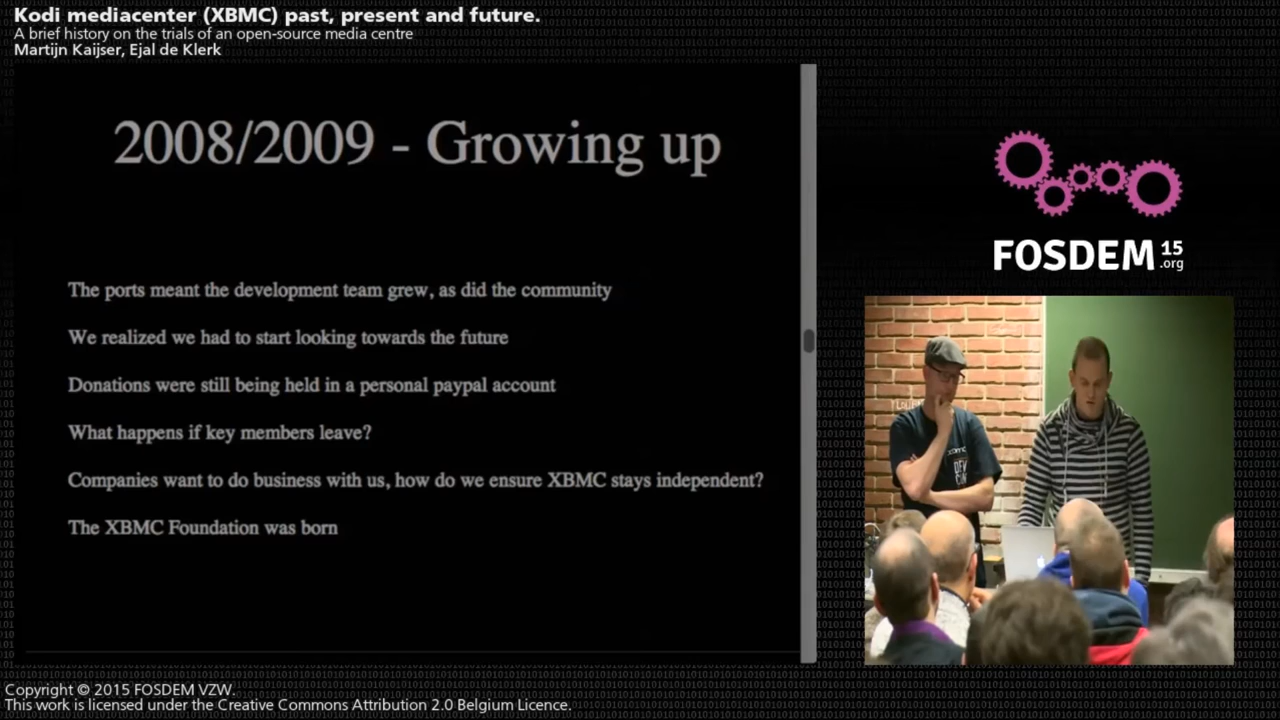 Kodi mediacenter (XBMC) past, present and future.
A brief history on the trials of an open-source media centre
Martijn Kaijser, Ejal de Klerk
2008/2009 - Growing up
The ports meant the development team grew, as did the community
We realized we had to start looking towards the future
Donations were still being held in a personal paypal account
What happens if key members leave?
Companies want to do business with us, how do we ensure XBMC stays independent?
The XBMC Foundation was born
FOSDEM 15
.org
Copyright © 2015 FOSDEM VZW.
This work is licensed under the Creative Commons Attribution 2.0 Belgium Licence.